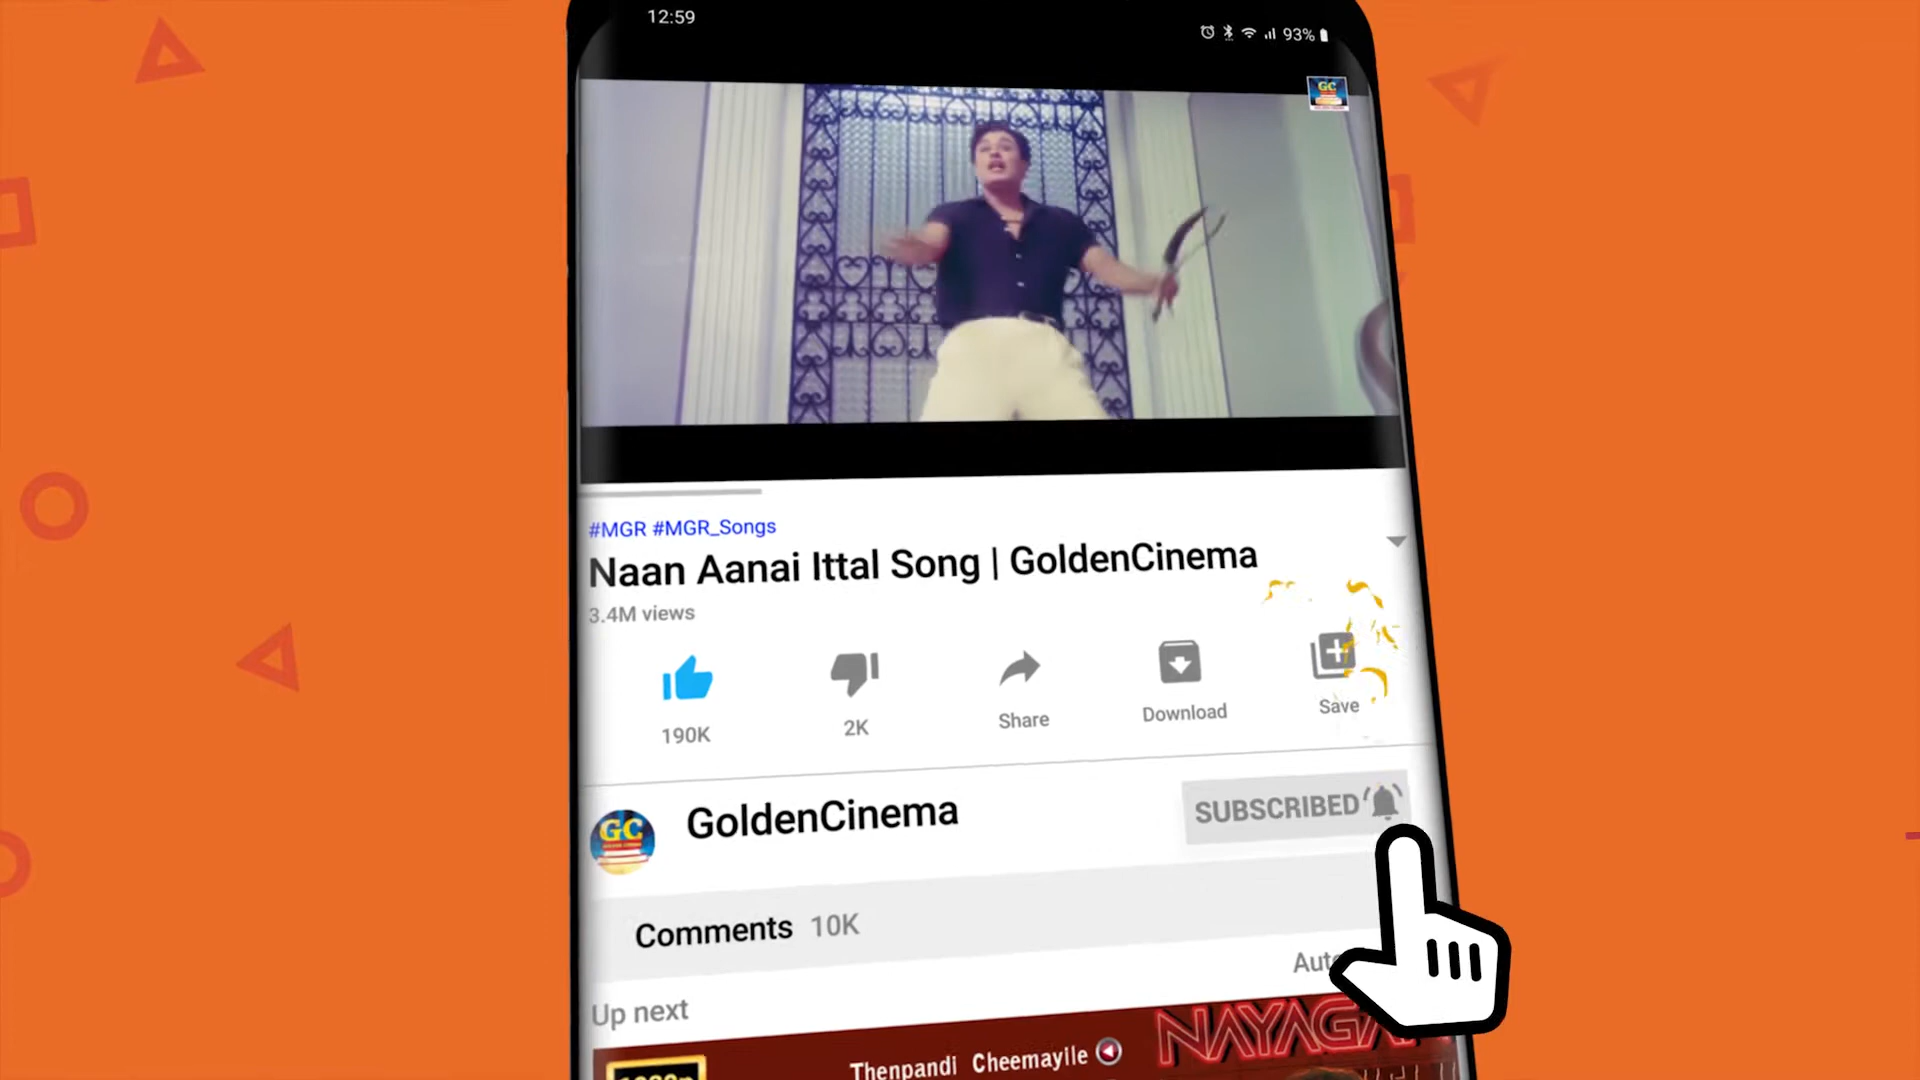 12:59
93%
GC
#MGR #MGR_Songs
Naan Aanai Ittal Song | GoldenCinema
3.4M views
190K
2K
Share
Download
Save
GC
GoldenCinema
SUBSCRIBED
Comments 10K
Up next
Thenpandi Cheemayile